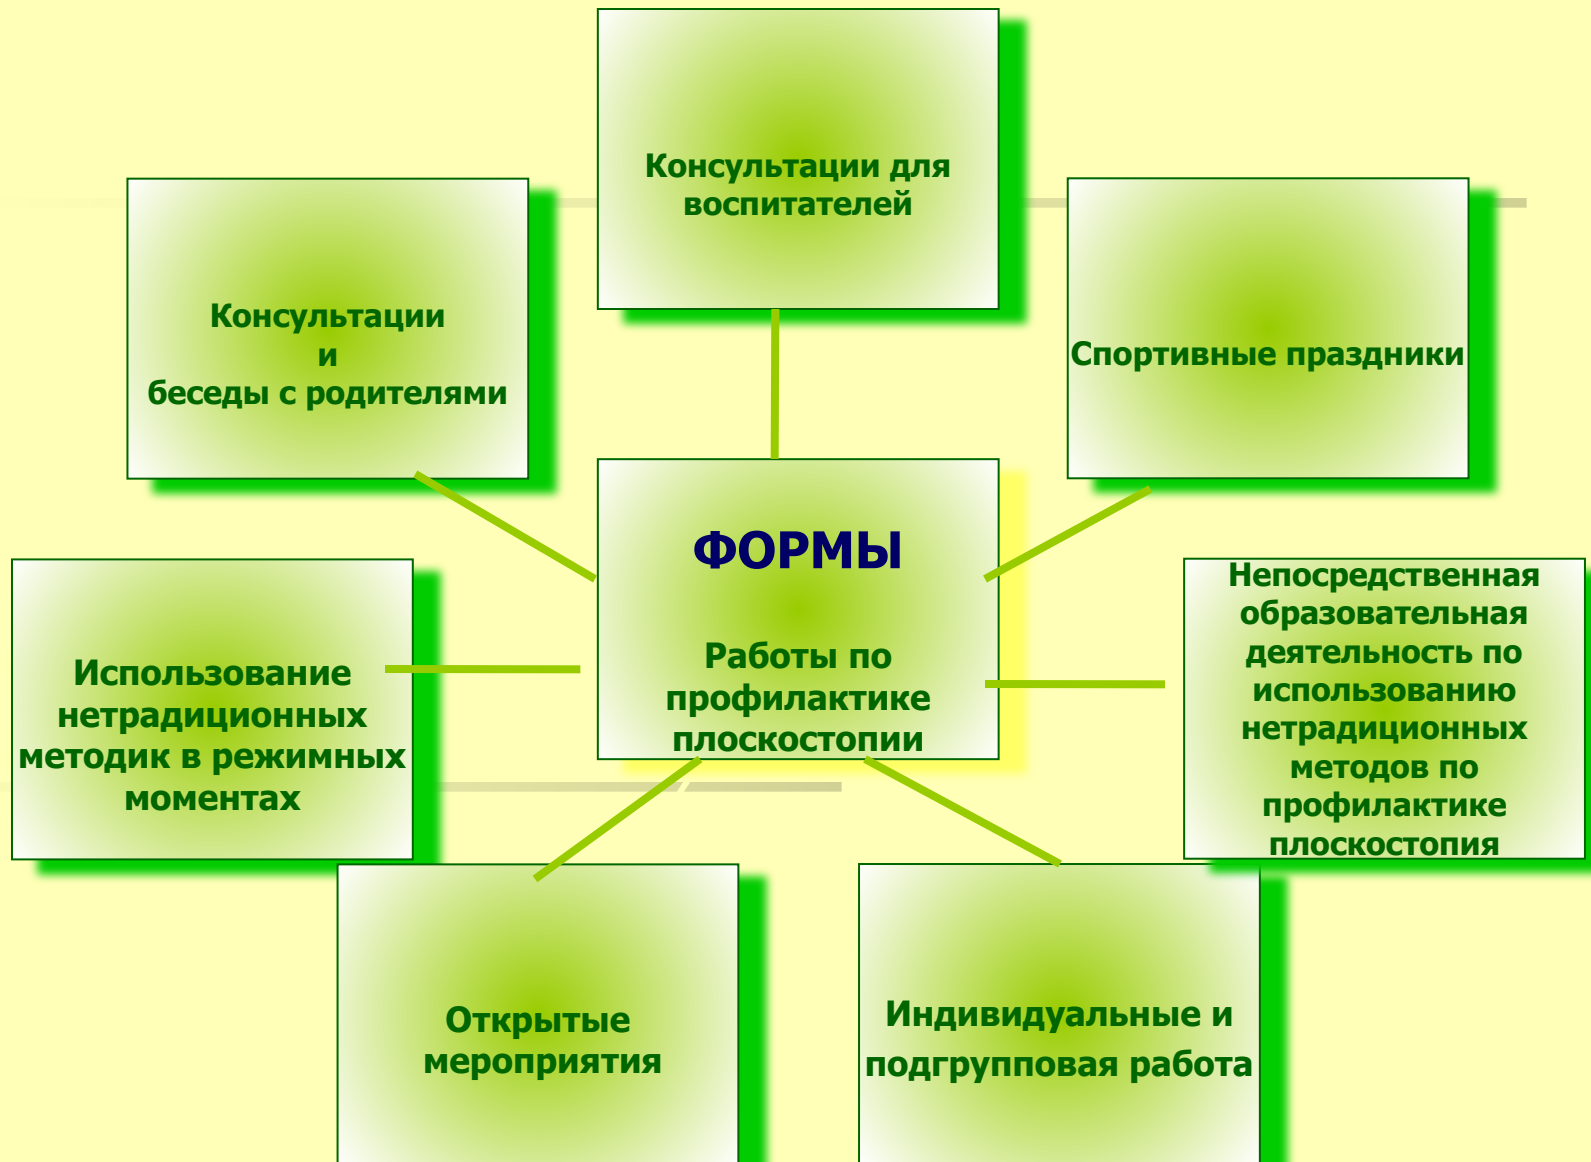 Консультации для
воспитателей
Консультации
и
беседы с родителями
Спортивные праздники
ФОРМЫ
Работы по
профилактике
плоскостопии
Использование
нетрадиционных
методик в режимных
моментах
Непосредственная
образовательная
деятельность по
использованию
нетрадиционных
методов по
профилактике
плоскостопия
Открытые
мероприятия
Индивидуальные и
подгрупповая работа